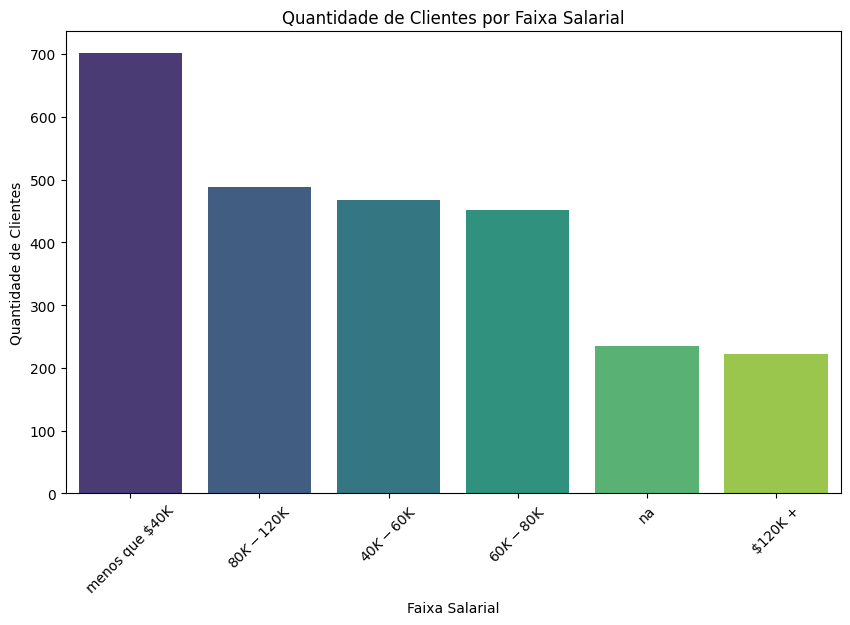 Quantidade de Clientes por Faixa Salarial
Quantidade de Clientes
700
600
500
400
300
200
100
0
menos que $40K
80K − 120K
40K − 60K
60K − 80K
na
$120K +
Faixa Salarial